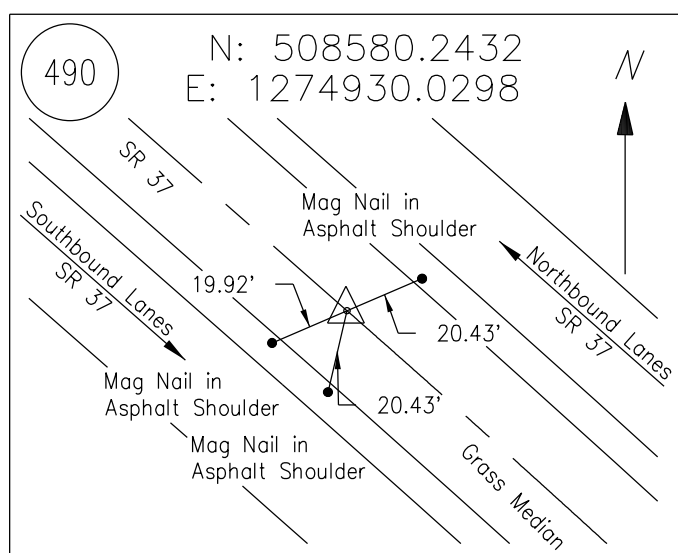 490
N: 508580.2432
E: 1274930.0298
N
SR 37
Mag Nail in
Asphalt Shoulder
Southbound Lanes
SR 37
19.92'
Northbound Lanes
SR 37
20.43'
Mag Nail in
Asphalt Shoulder
20.43'
Mag Nail in
Asphalt Shoulder
Grass Median